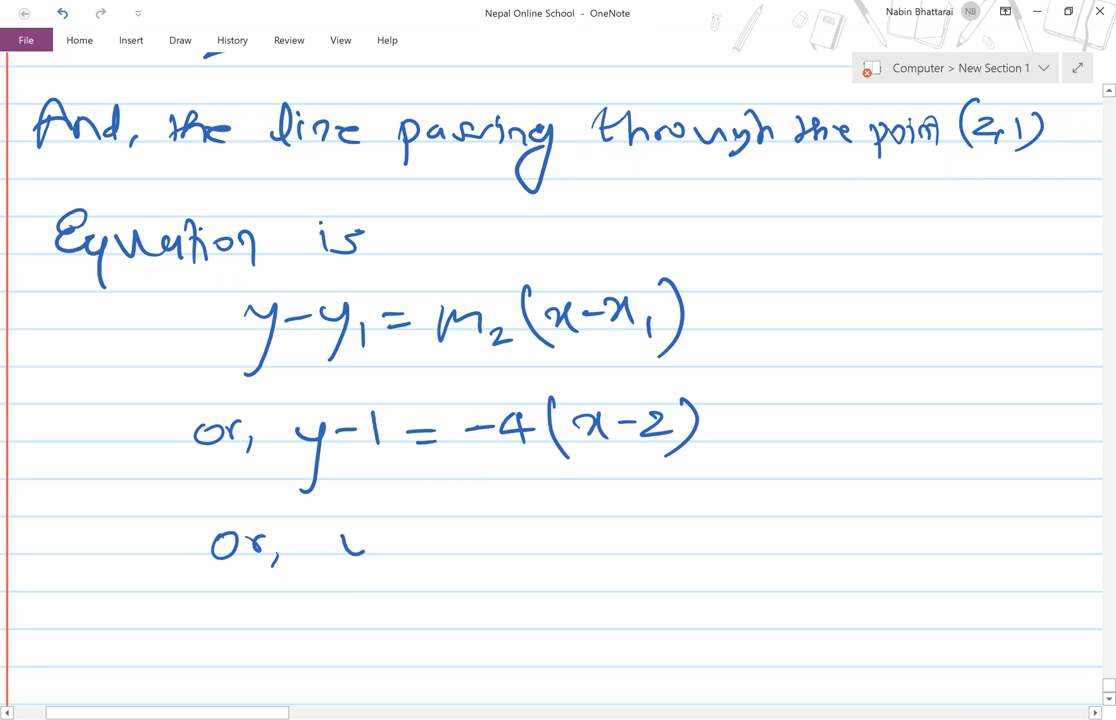 Nepal Online School - OneNote
Nabin Bhattarai NB
File Home Insert Draw History Review View Help
Computer > New Section 1
And, the line passing through the point (2,1)
Equation is
y-y₁ = m₂(x-x₁)
or, y-1 = -4(x-2)
Or,